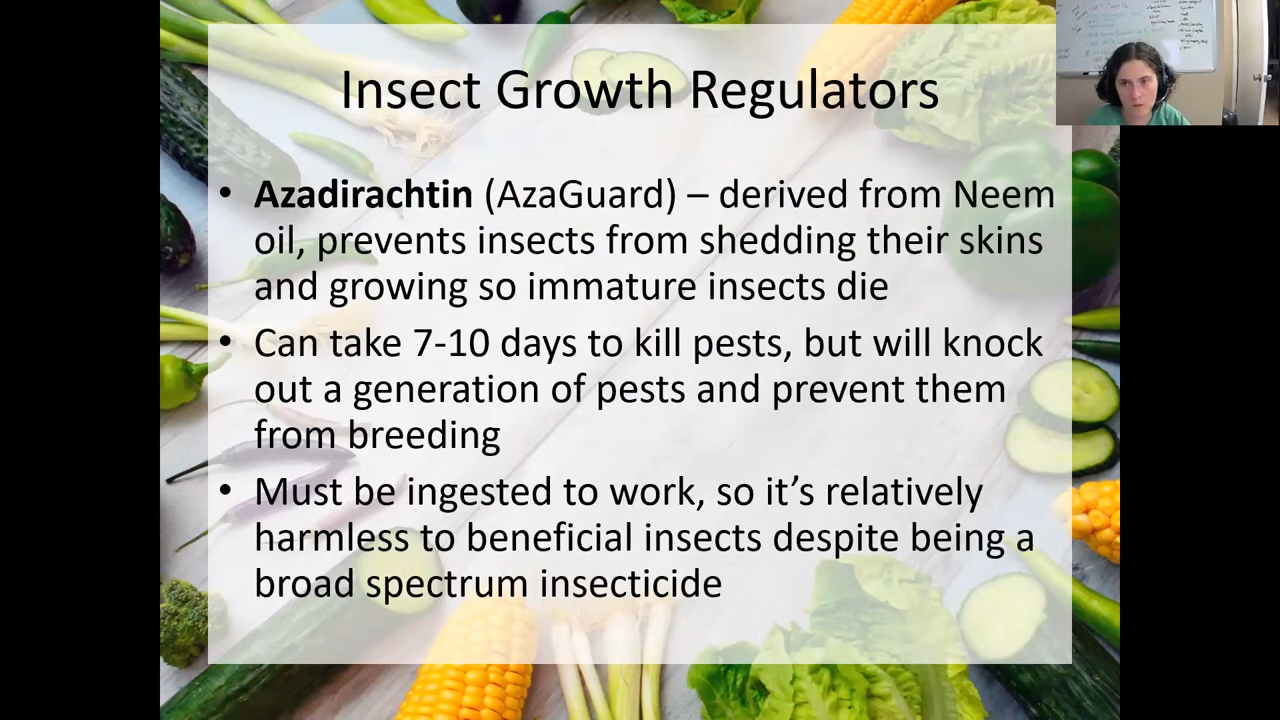 Insect Growth Regulators
• Azadirachtin (AzaGuard) – derived from Neem
oil, prevents insects from shedding their skins
and growing so immature insects die
• Can take 7-10 days to kill pests, but will knock
out a generation of pests and prevent them
from breeding
• Must be ingested to work, so it’s relatively
harmless to beneficial insects despite being a
broad spectrum insecticide